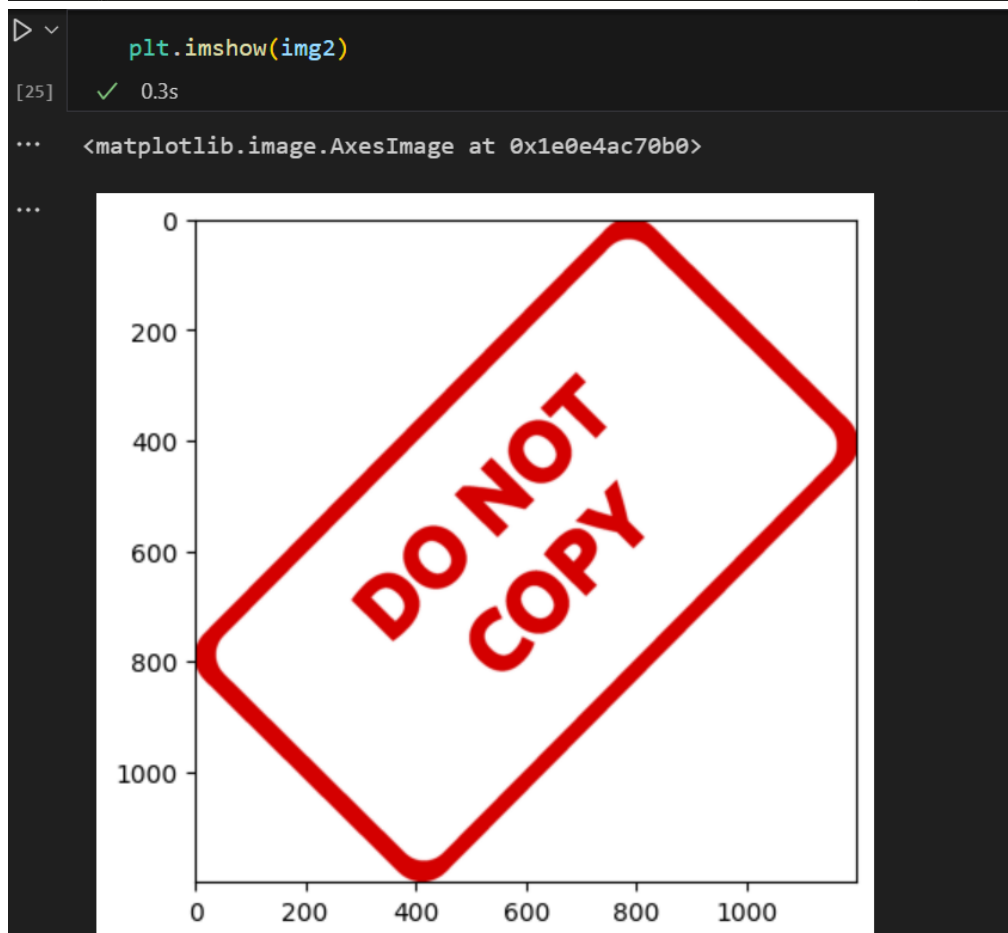 plt.imshow(img2)
[25]
0.3s
<matplotlib.image.AxesImage at 0x1e0e4ac70b0>
0
200
400
600
800
1000
DO NOT
COPY
0 200 400 600 800 1000